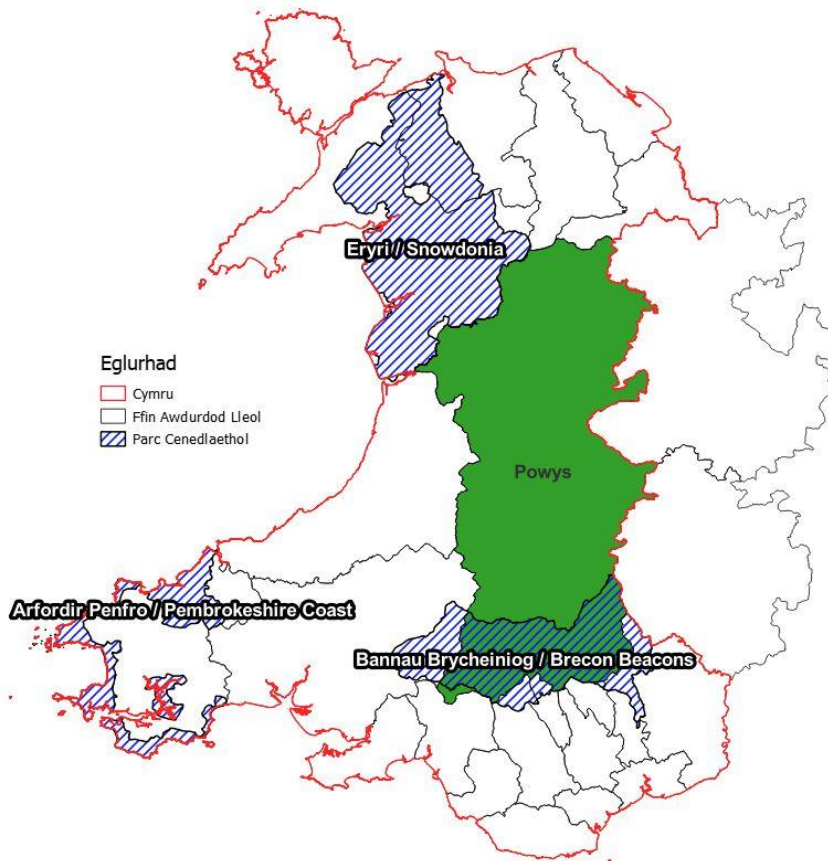 Eryri / Snowdonia
Eglurhad
Cymru
Ffin Awdurdod Lleol
Parc Cenedlaethol
Powys
Arfordir Penfro / Pembrokeshire Coast
Bannau Brycheiniog / Brecon Beacons